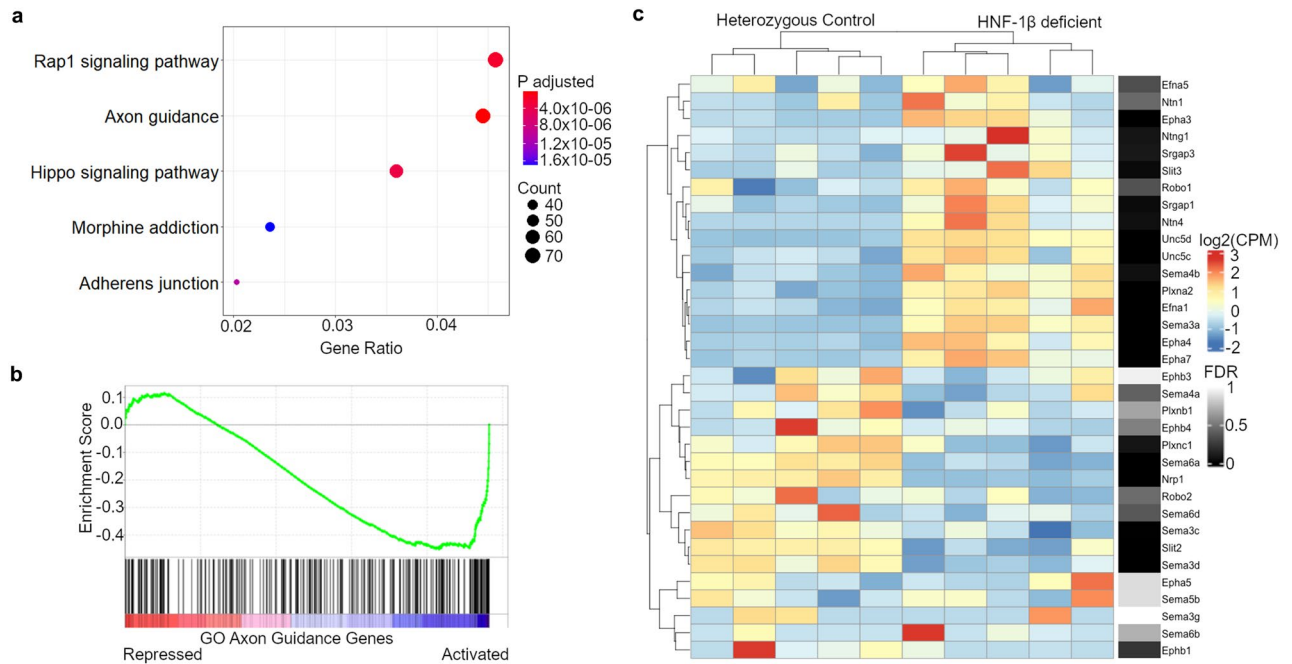 a
Rap1 signaling pathway
Axon guidance
Hippo signaling pathway
Morphine addiction
Adherens junction
0.02 0.03 0.04
Gene Ratio
P adjusted
4.0x10-06
8.0x10-06
1.2x10-05
1.6x10-05
Count
40
50
60
70
b
Enrichment Score
0.1
0.0
-0.1
-0.2
-0.3
-0.4
GO Axon Guidance Genes
Repressed Activated
c
Heterozygous Control HNF-1β deficient
Efna5
Ntn1
Epha3
Ntng1
Srgap3
Slit3
Robo1
Srgap1
Ntn4
Unc5d
Unc5c
Sema4b
Plxna2
Efna1
Sema3a
Epha4
Epha7
Ephb3
Sema4a
Plxnb1
Ephb4
Plxnc1
Sema6a
Nrp1
Robo2
Sema6d
Sema3c
Slit2
Sema3d
Epha5
Sema5b
Sema3g
Sema6b
Ephb1
log2(CPM)
3
2
1
0
-1
-2
FDR
1
0.5
0